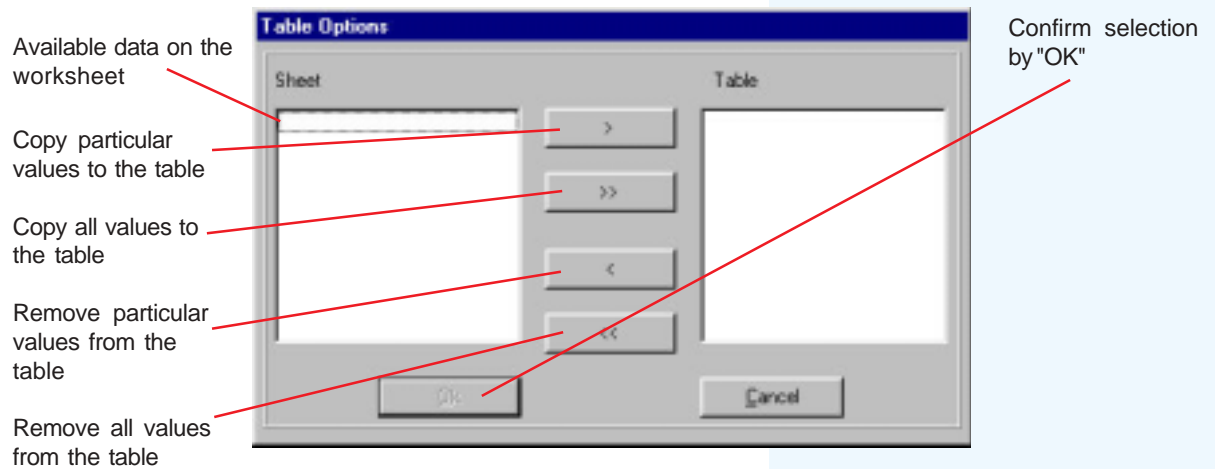 Table Options
Available data on the
worksheet
Confirm selection
by "OK"
Sheet
Table
Copy particular
values to the table
>
>>
Copy all values to
the table
<
Remove particular
values from the
table
<<
Ok
Cancel
Remove all values
from the table